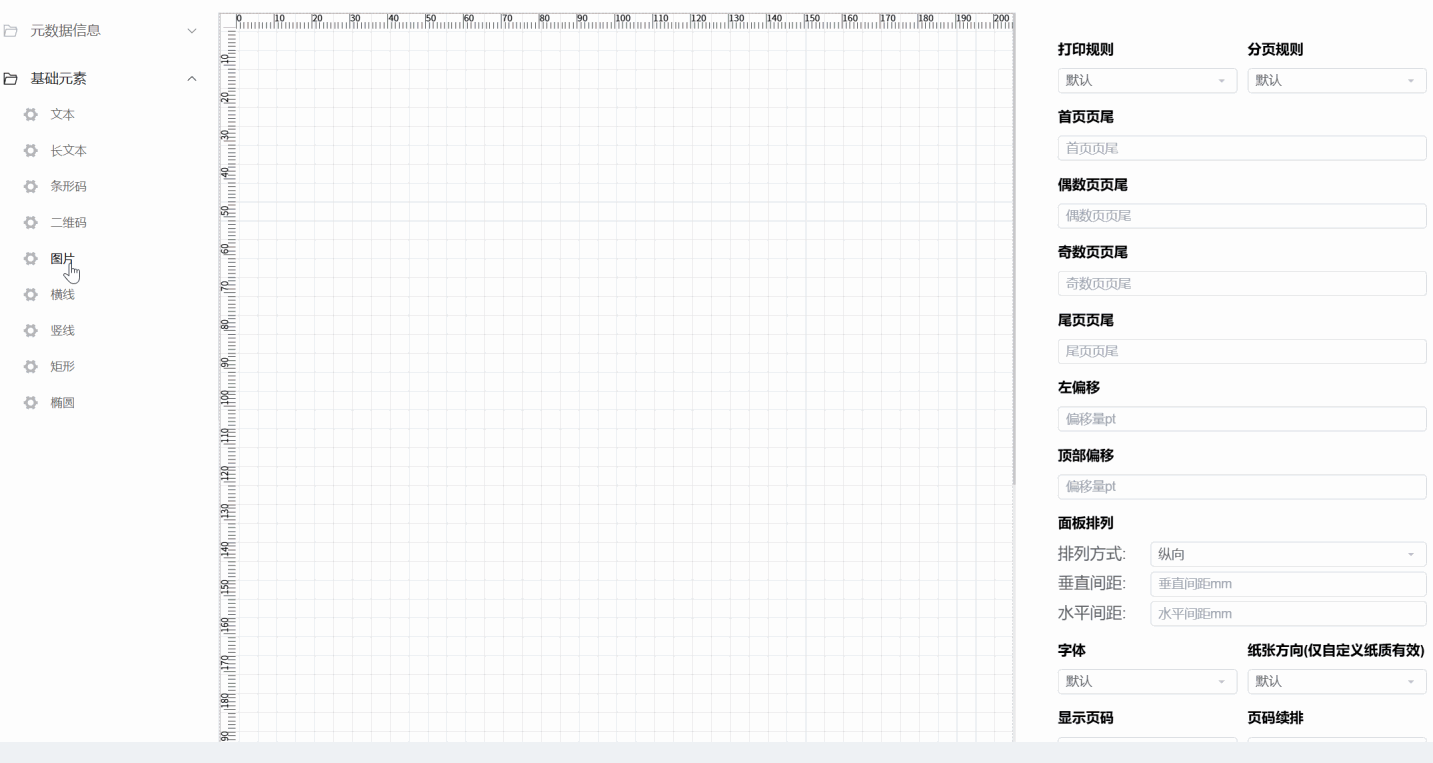 元数据信息
基础元素
文本
长文本
条形码
二维码
图片
横线
竖线
矩形
椭圆
0 10 20 30 40 50 60 70 80 90 100 110 120 130 140 150 160 170 180 190 200
10
20
30
40
50
60
70
80
90
100
110
120
130
140
150
160
170
180
90
打印规则 分页规则
默认 默认
首页页尾
首页页尾
偶数页页尾
偶数页页尾
奇数页页尾
奇数页页尾
尾页页尾
尾页页尾
左偏移
偏移量pt
顶部偏移
偏移量pt
面板排列
排列方式: 纵向
垂直间距: 垂直间距mm
水平间距: 水平间距mm
字体 纸张方向(仅自定义纸质有效)
默认 默认
显示页码 页码续排